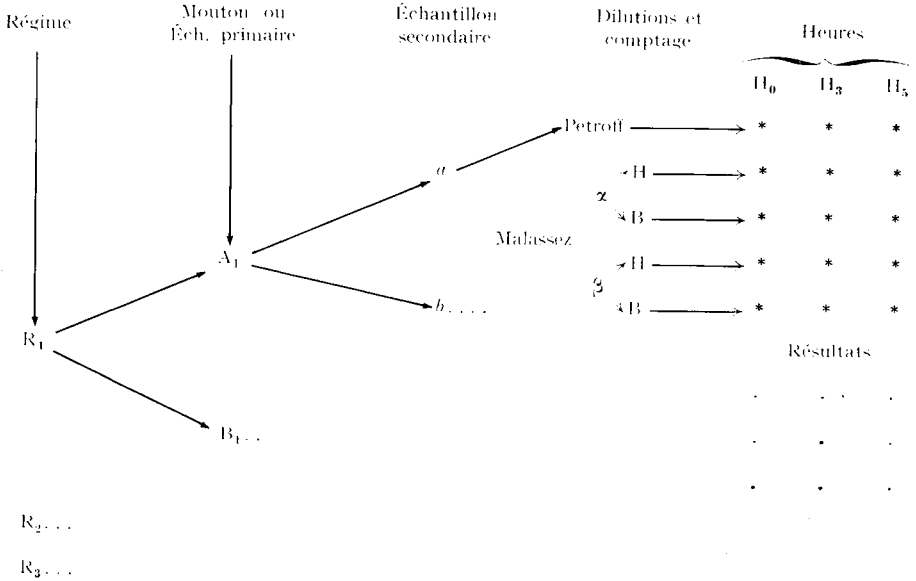 Régime
Mouton ou
Éch. primaire
Échantillon
secondaire
Dilutions et
comptage
Heures
H₀ H₃ H₅
Petroff * * *
a
H * * *
α
B * * *
Malassez
A₁
H * * *
β
b.... B * * *
R₁
Résultats
B₁..
R₂...
R₃...